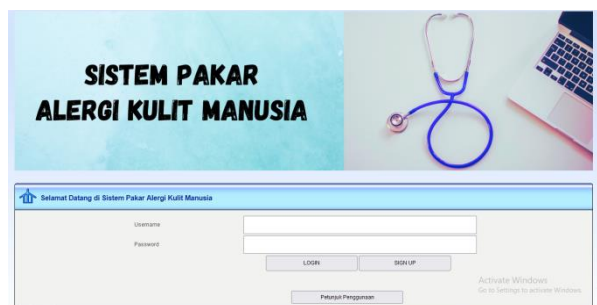 SISTEM PAKAR
ALERGI KULIT MANUSIA
Selamat Datang di Sistem Pakar Alergi Kulit Manusia
Username
Password
LOGIN SIGN UP
Petunjuk Penggunaan
Activate Windows
Go to Settings to activate Windows.